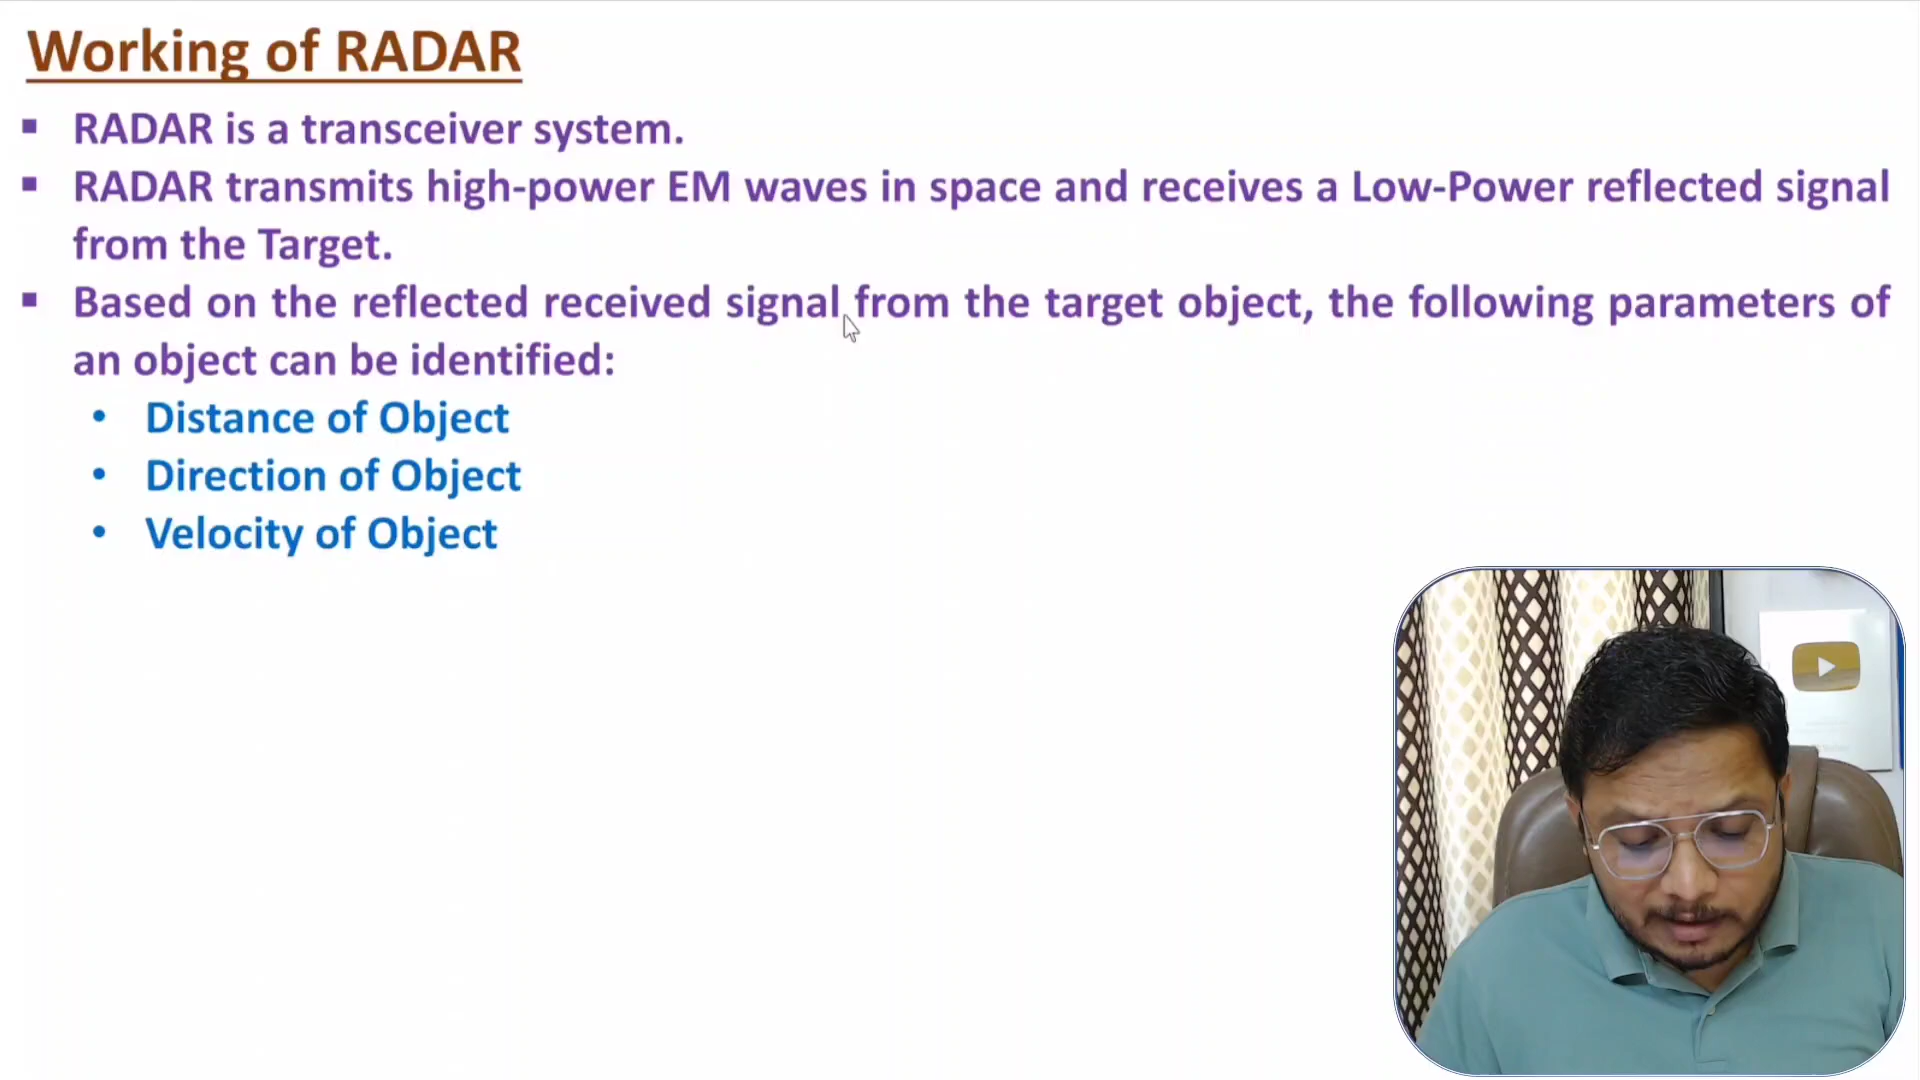 Working of RADAR
▪ RADAR is a transceiver system.
▪ RADAR transmits high-power EM waves in space and receives a Low-Power reflected signal
from the Target.
▪ Based on the reflected received signal from the target object, the following parameters of
an object can be identified:
• Distance of Object
• Direction of Object
• Velocity of Object